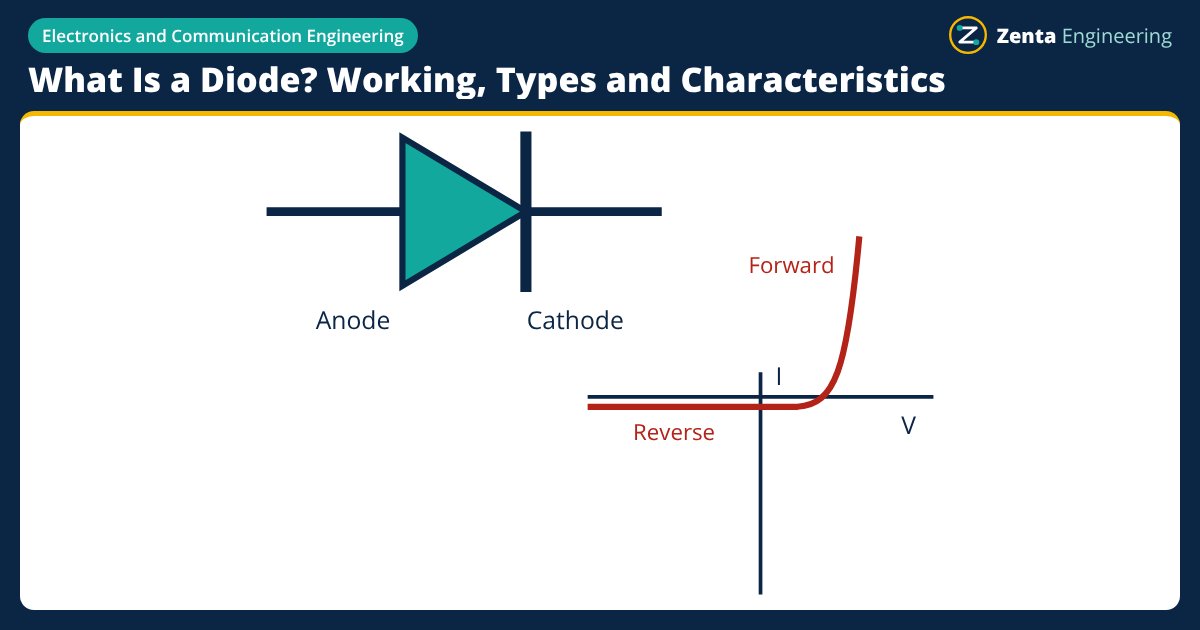 Electronics and Communication Engineering
Zenta Engineering
What Is a Diode? Working, Types and Characteristics
Anode
Cathode
Forward
I
V
Reverse